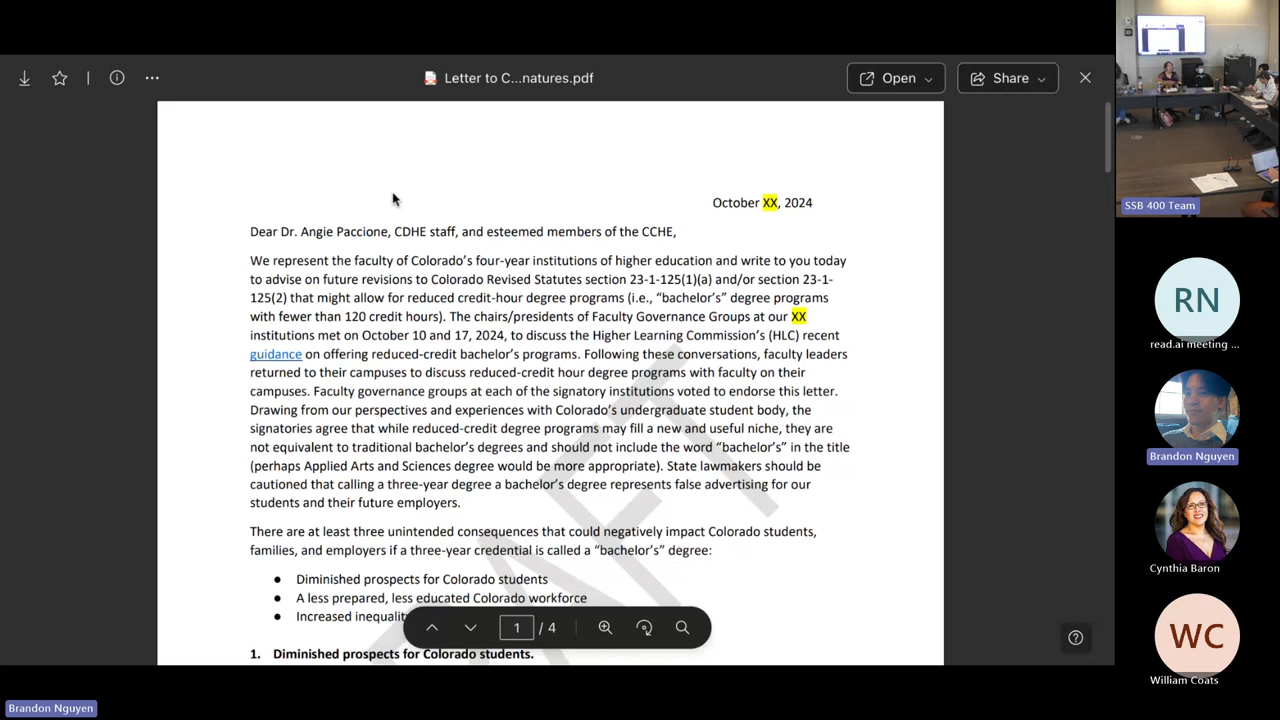 Letter to C...natures.pdf
Open
Share
October XX, 2024
Dear Dr. Angie Paccione, CDHE staff, and esteemed members of the CCHE,
We represent the faculty of Colorado's four-year institutions of higher education and write to you today
to advise on future revisions to Colorado Revised Statutes section 23-1-125(1)(a) and/or section 23-1-
125(2) that might allow for reduced credit-hour degree programs (i.e., "bachelor's" degree programs
with fewer than 120 credit hours). The chairs/presidents of Faculty Governance Groups at our XX
institutions met on October 10 and 17, 2024, to discuss the Higher Learning Commission's (HLC) recent
guidance on offering reduced-credit bachelor's programs. Following these conversations, faculty leaders
returned to their campuses to discuss reduced-credit hour degree programs with faculty on their
campuses. Faculty governance groups at each of the signatory institutions voted to endorse this letter.
Drawing from our perspectives and experiences with Colorado's undergraduate student body, the
signatories agree that while reduced-credit degree programs may fill a new and useful niche, they are
not equivalent to traditional bachelor's degrees and should not include the word "bachelor's" in the title
(perhaps Applied Arts and Sciences degree would be more appropriate). State lawmakers should be
cautioned that calling a three-year degree a bachelor's degree represents false advertising for our
students and their future employers.
There are at least three unintended consequences that could negatively impact Colorado students,
families, and employers if a three-year credential is called a "bachelor's" degree:
● Diminished prospects for Colorado students
● A less prepared, less educated Colorado workforce
● Increased inequalit
1. Diminished prospects for Colorado students.
1 / 4
SSB 400 Team
RN
read.ai meeting ...
Brandon Nguyen
Cynthia Baron
WC
William Coats
Brandon Nguyen